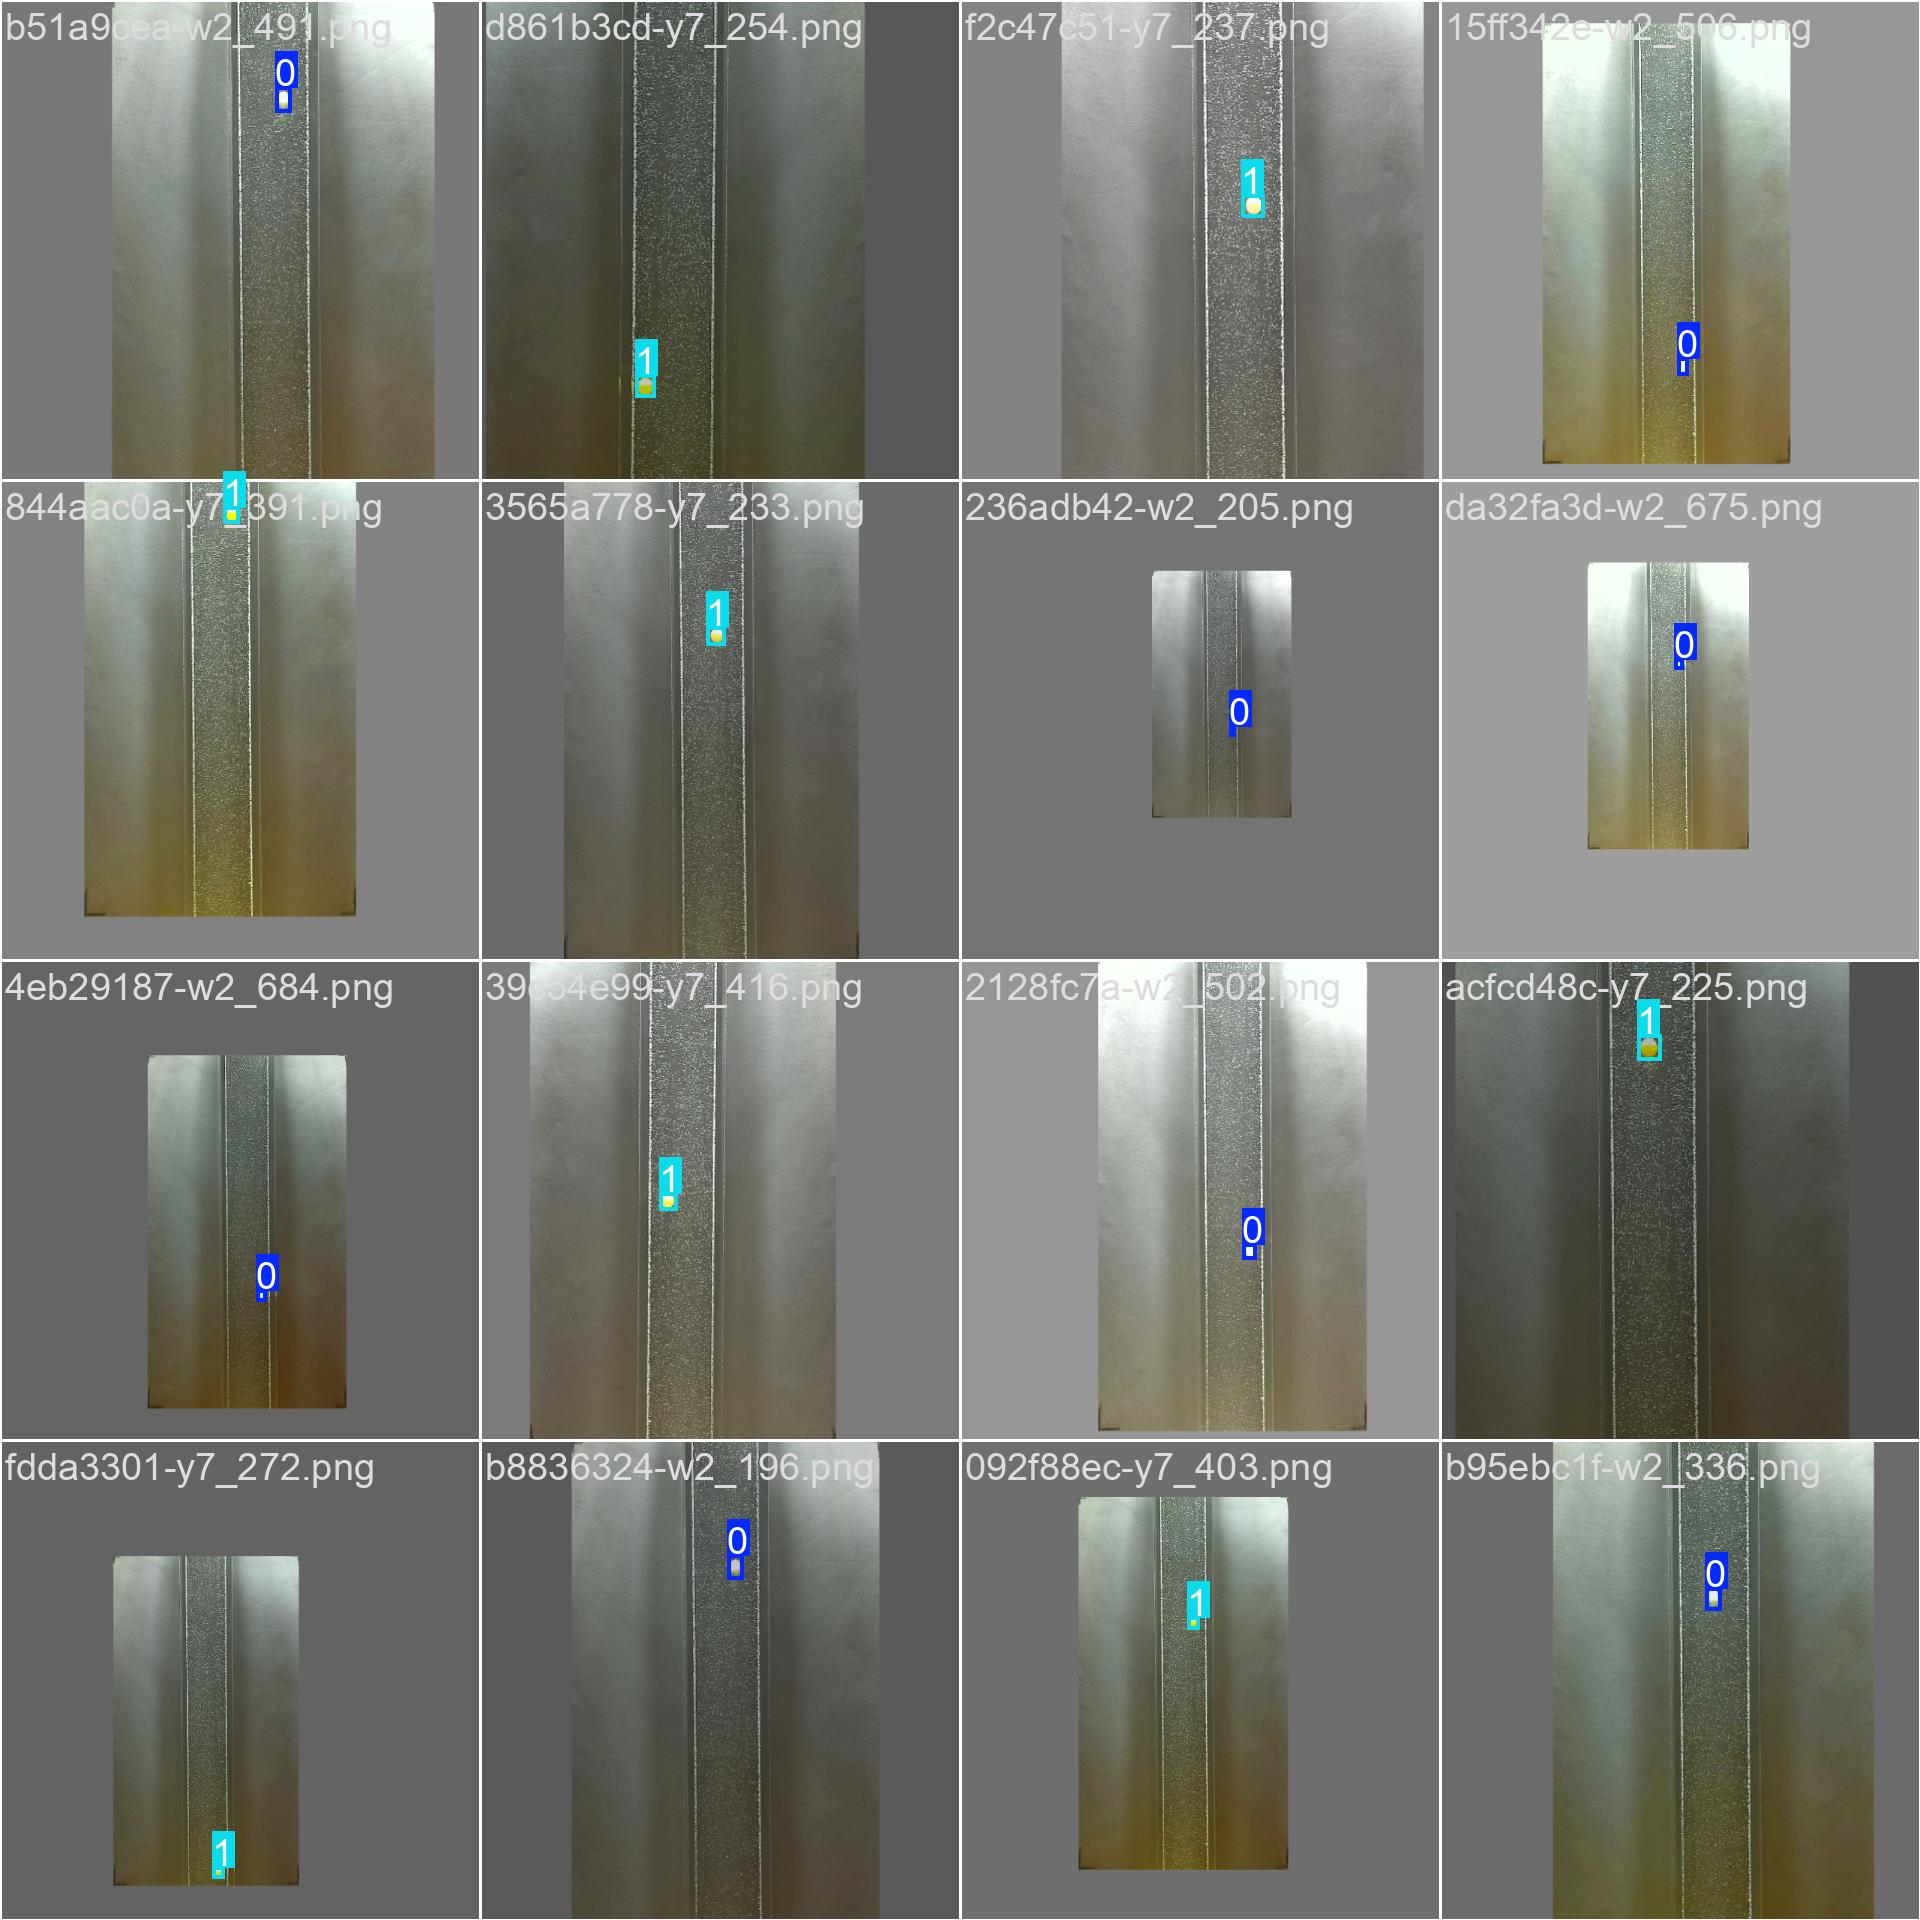 b51a9cea-w2_491.png
0
d861b3cd-y7_254.png
1
f2c47c51-y7_237.png
1
15ff342e-w2_506.png
0
844aac0a-y7_391.png
1
3565a778-y7_233.png
1
236adb42-w2_205.png
0
da32fa3d-w2_675.png
0
4eb29187-w2_684.png
0
39c54e99-y7_416.png
1
2128fc7a-w2_502.png
0
acfcd48c-y7_225.png
1
fdda3301-y7_272.png
1
b8836324-w2_196.png
0
092f88ec-y7_403.png
1
b95ebc1f-w2_336.png
0